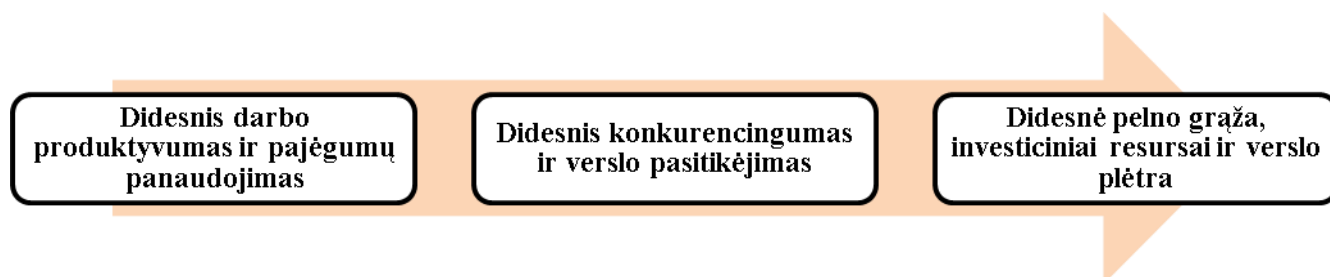 Didesnis darbo
produktyvumas ir pajėgumų
panaudojimas
Didesnis konkurencingumas
ir verslo pasitikėjimas
Didesnė pelno grąža,
investiciniai resursai ir verslo
plėtra